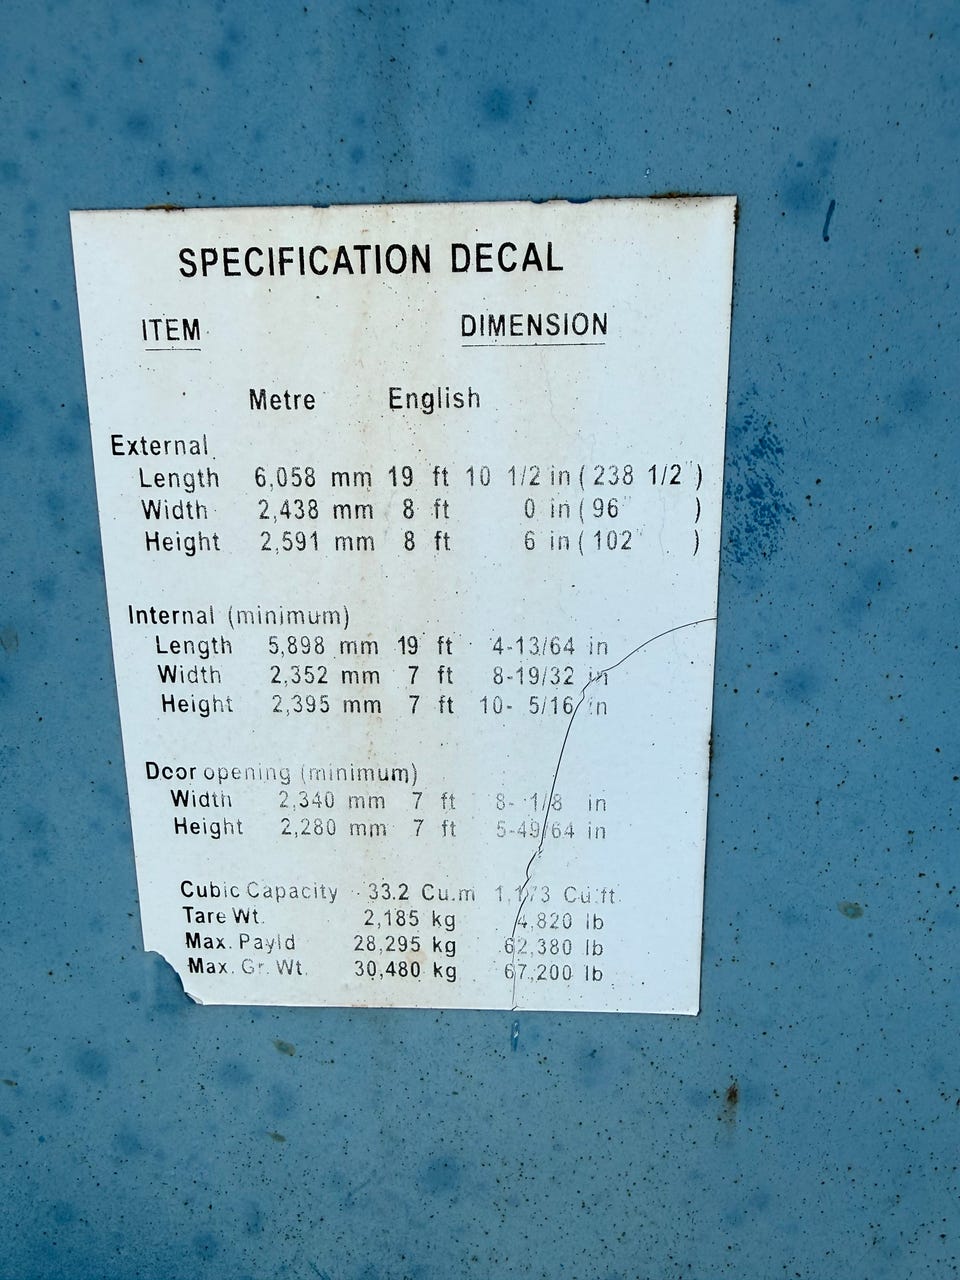 SPECIFICATION DECAL
ITEM DIMENSION
Metre English
External
Length 6,058 mm 19 ft 10 1/2 in ( 238 1/2" )
Width 2,438 mm 8 ft 0 in ( 96" )
Height 2,591 mm 8 ft 6 in ( 102" )
Internal (minimum)
Length 5,898 mm 19 ft 4-13/64 in
Width 2,352 mm 7 ft 8-19/32 in
Height 2,395 mm 7 ft 10- 5/16 in
Door opening (minimum)
Width 2,340 mm 7 ft 8- 1/8 in
Height 2,280 mm 7 ft 5-49/64 in
Cubic Capacity 33.2 Cu.m 1,173 Cu.ft.
Tare Wt. 2,185 kg 4,820 lb
Max. Payld 28,295 kg 62,380 lb
Max. Gr. Wt. 30,480 kg 67,200 lb